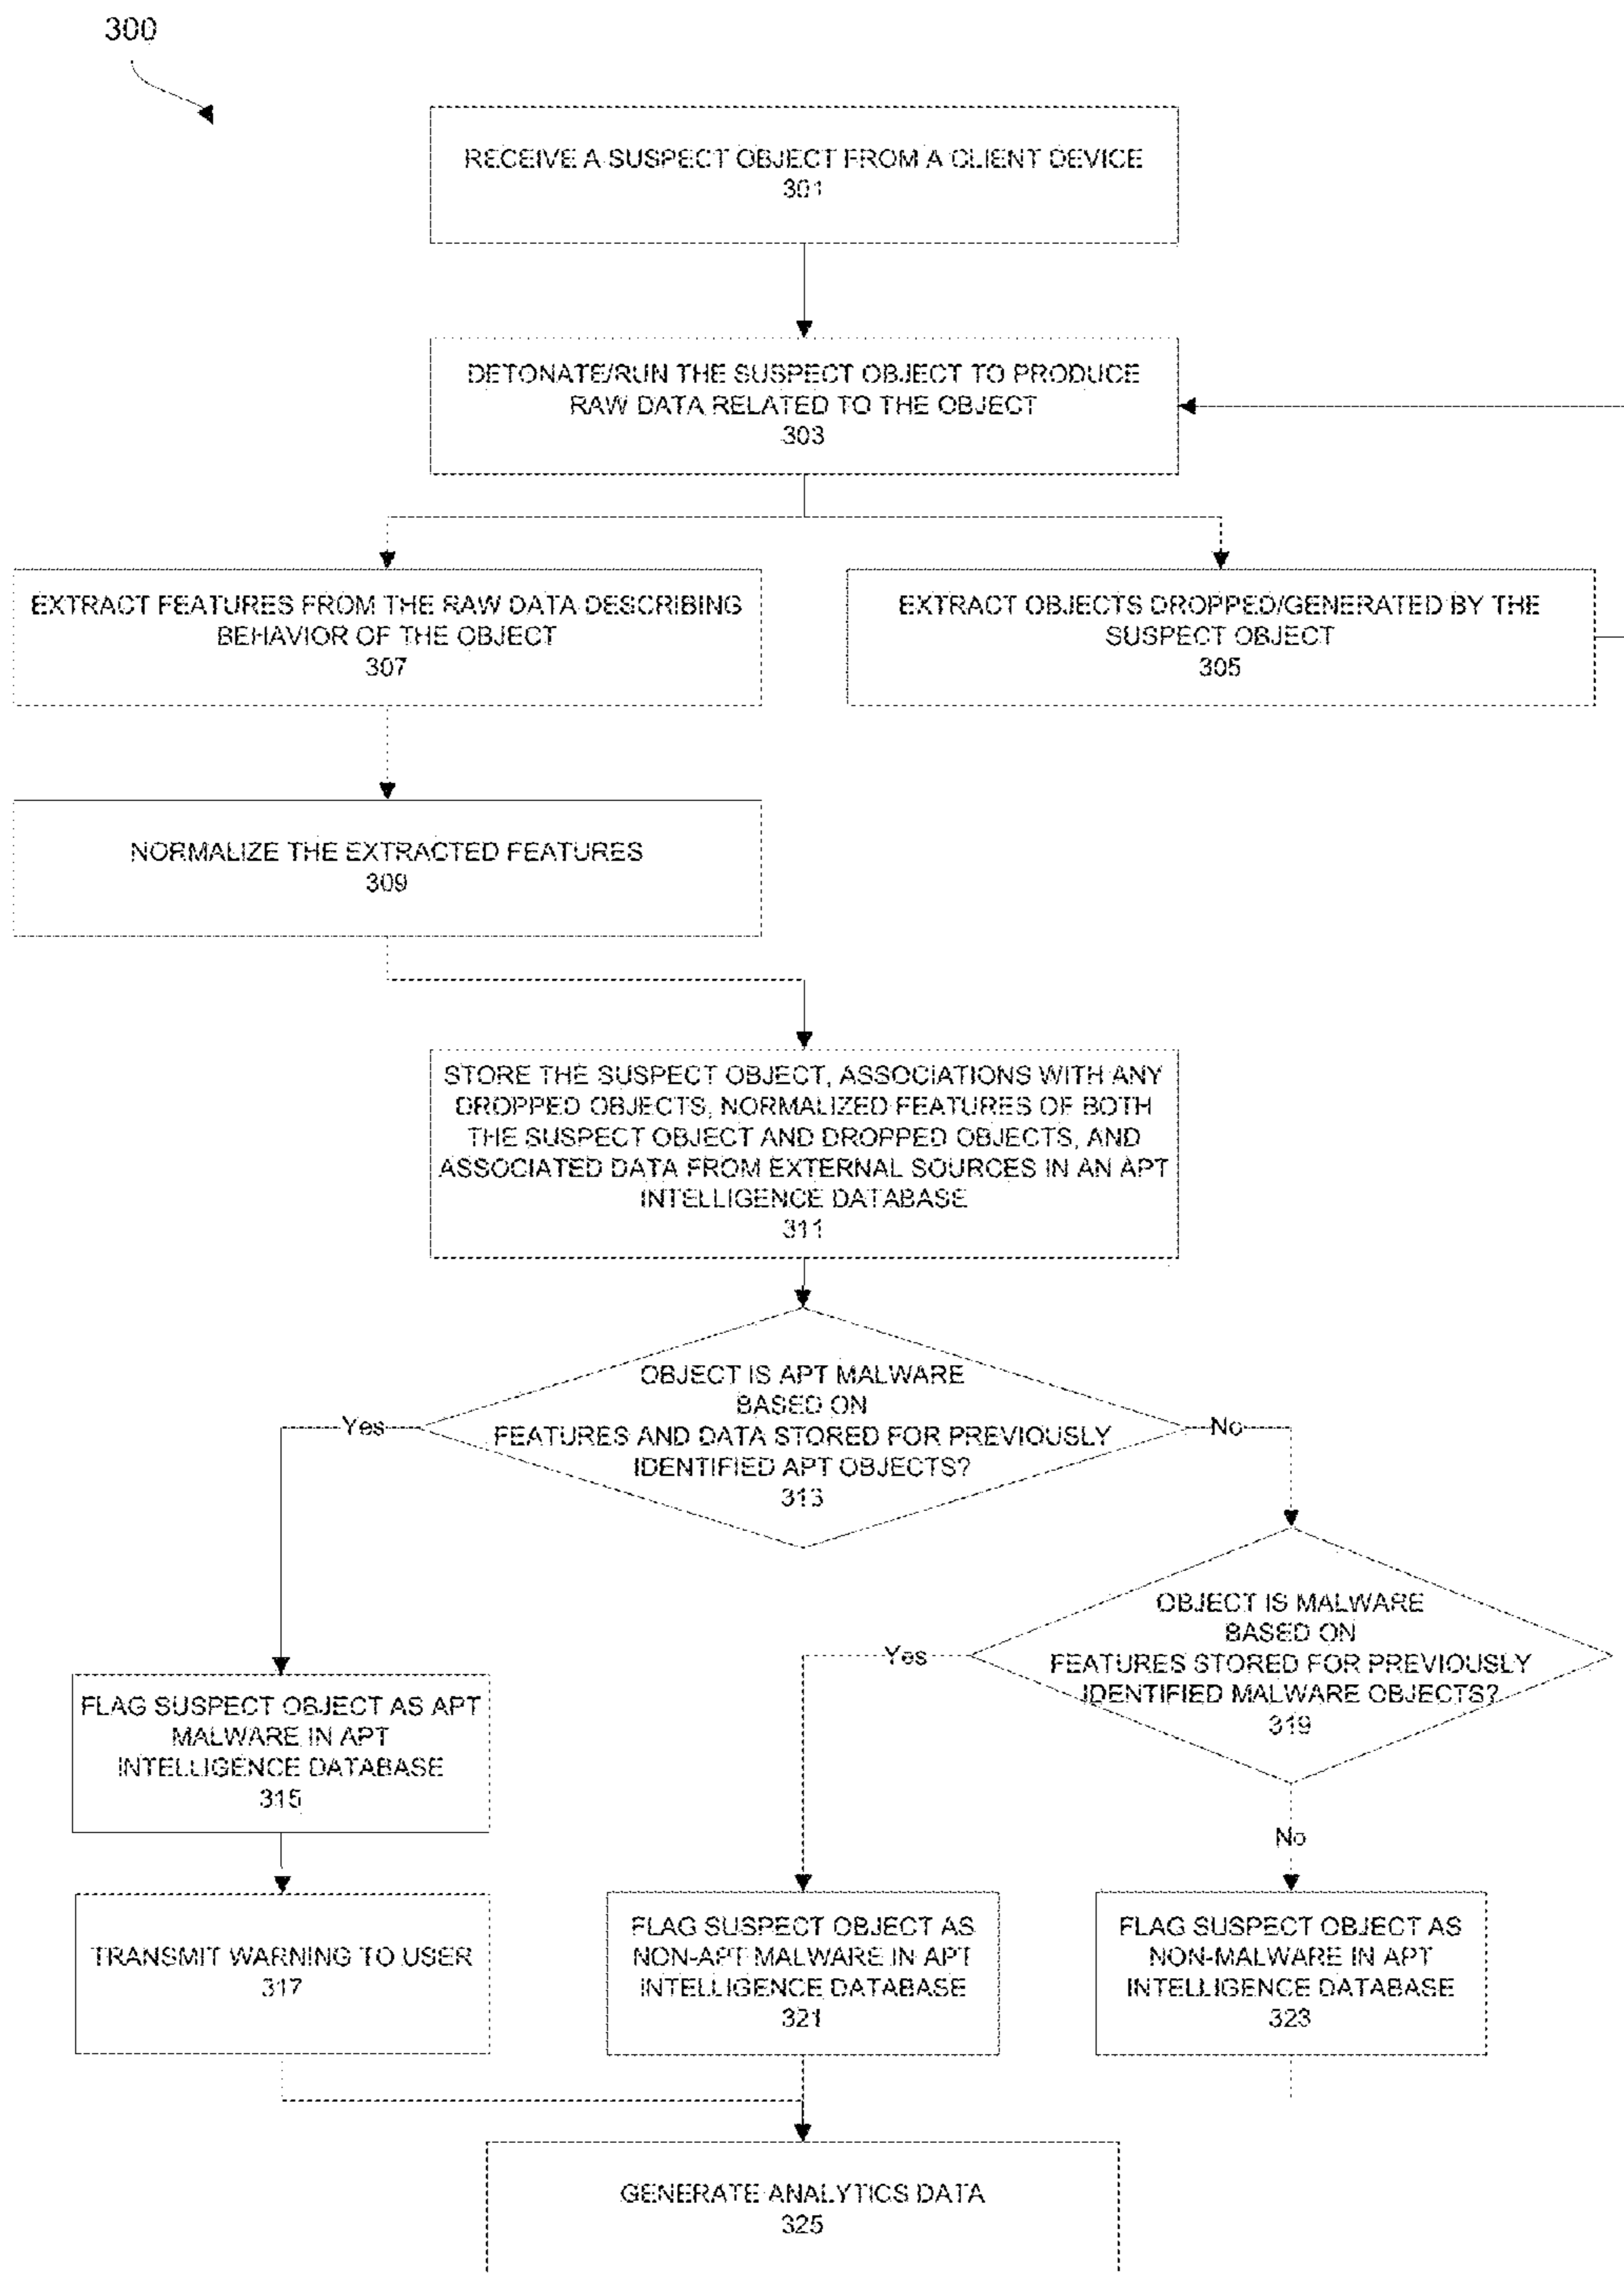 300
RECEIVE A SUSPECT OBJECT FROM A CLIENT DEVICE
301
DETONATE/RUN THE SUSPECT OBJECT TO PRODUCE
RAW DATA RELATED TO THE OBJECT
303
EXTRACT FEATURES FROM THE RAW DATA DESCRIBING
BEHAVIOR OF THE OBJECT
307
EXTRACT OBJECTS DROPPED/GENERATED BY THE
SUSPECT OBJECT
305
NORMALIZE THE EXTRACTED FEATURES
309
STORE THE SUSPECT OBJECT, ASSOCIATIONS WITH ANY
DROPPED OBJECTS, NORMALIZED FEATURES OF BOTH
THE SUSPECT OBJECT AND DROPPED OBJECTS, AND
ASSOCIATED DATA FROM EXTERNAL SOURCES IN AN APT
INTELLIGENCE DATABASE
311
OBJECT IS APT MALWARE
BASED ON
FEATURES AND DATA STORED FOR PREVIOUSLY
IDENTIFIED APT OBJECTS?
313
Yes
No
OBJECT IS MALWARE
BASED ON
FEATURES STORED FOR PREVIOUSLY
IDENTIFIED MALWARE OBJECTS?
319
Yes
No
FLAG SUSPECT OBJECT AS APT
MALWARE IN APT
INTELLIGENCE DATABASE
315
TRANSMIT WARNING TO USER
317
FLAG SUSPECT OBJECT AS
NON-APT MALWARE IN APT
INTELLIGENCE DATABASE
321
FLAG SUSPECT OBJECT AS
NON-MALWARE IN APT
INTELLIGENCE DATABASE
323
GENERATE ANALYTICS DATA
325